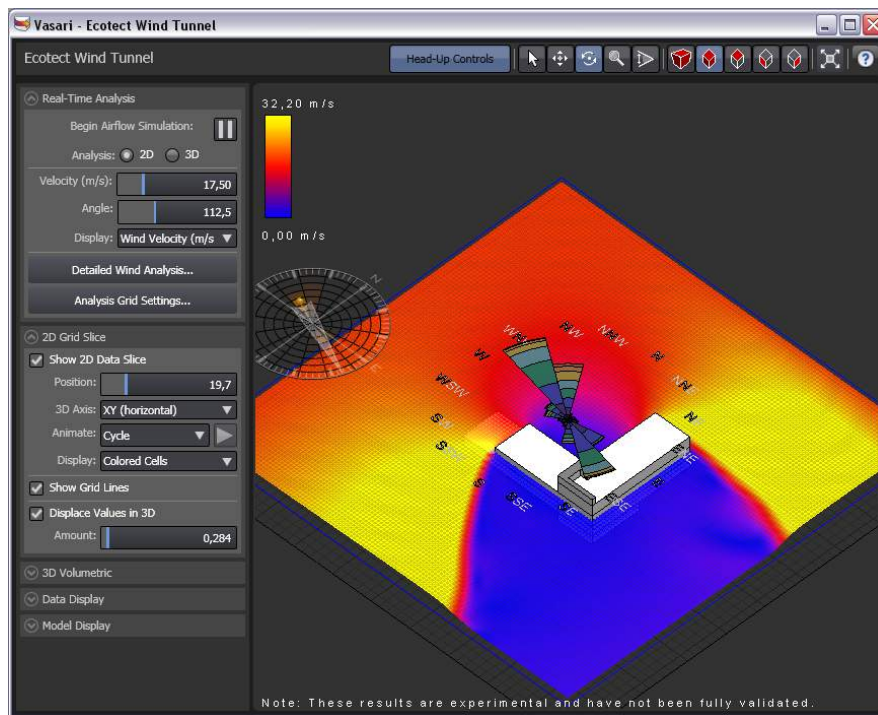 Vasari - Ecotect Wind Tunnel
Ecotect Wind Tunnel
Head-Up Controls
?
Real-Time Analysis
Begin Airflow Simulation:
Analysis: 2D 3D
Velocity (m/s): 17,50
Angle: 112,5
Display: Wind Velocity (m/s
Detailed Wind Analysis...
Analysis Grid Settings...
2D Grid Slice
Show 2D Data Slice
Position: 19,7
3D Axis: XY (horizontal)
Animate: Cycle
Display: Colored Cells
Show Grid Lines
Displace Values in 3D
Amount: 0,284
3D Volumetric
Data Display
Model Display
32,20 m/s
0,00 m/s
N
E
NW
NNW
W
N
WSW
SW
S
SSE
SE
Note: These results are experimental and have not been fully validated.